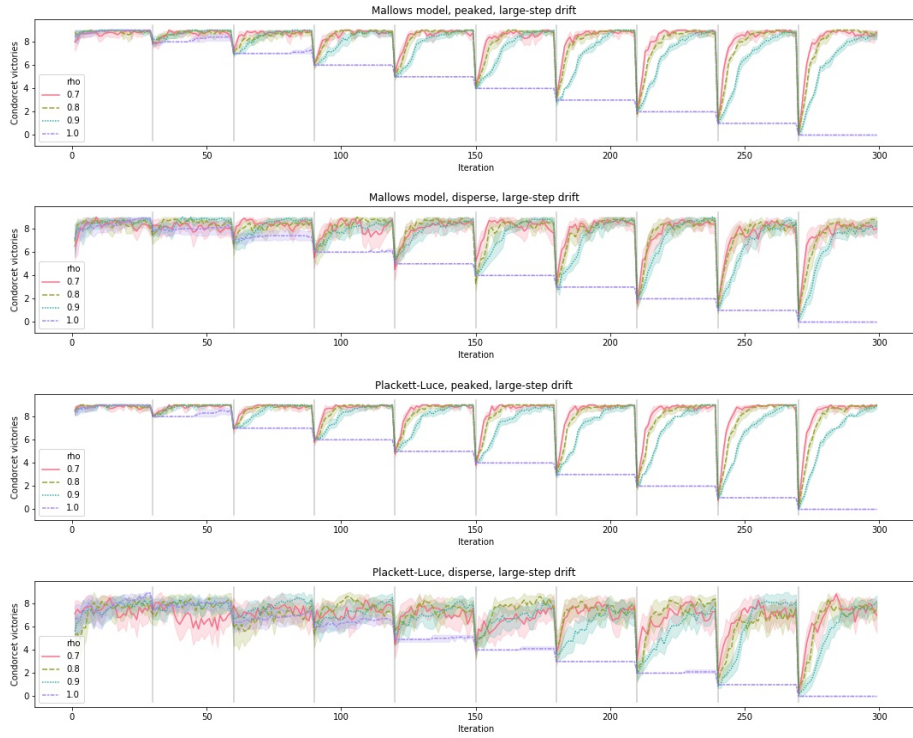 Mallows model, peaked, large-step drift
Condorcet victories
8
6
4
2
0
rho
0.7
0.8
0.9
1.0
0 50 100 150 200 250 300
Iteration
Mallows model, disperse, large-step drift
Condorcet victories
8
6
4
2
0
rho
0.7
0.8
0.9
1.0
0 50 100 150 200 250 300
Iteration
Plackett-Luce, peaked, large-step drift
Condorcet victories
8
6
4
2
0
rho
0.7
0.8
0.9
1.0
0 50 100 150 200 250 300
Iteration
Plackett-Luce, disperse, large-step drift
Condorcet victories
8
6
4
2
0
rho
0.7
0.8
0.9
1.0
0 50 100 150 200 250 300
Iteration